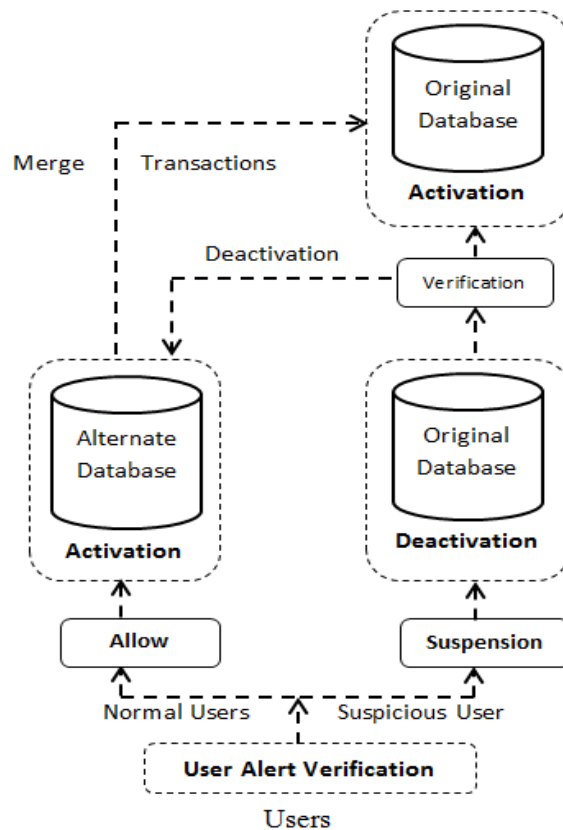 Original
Database
Activation
Merge
Transactions
Deactivation
Verification
Alternate
Database
Activation
Original
Database
Deactivation
Allow
Suspension
Normal Users
Suspicious User
User Alert Verification
Users